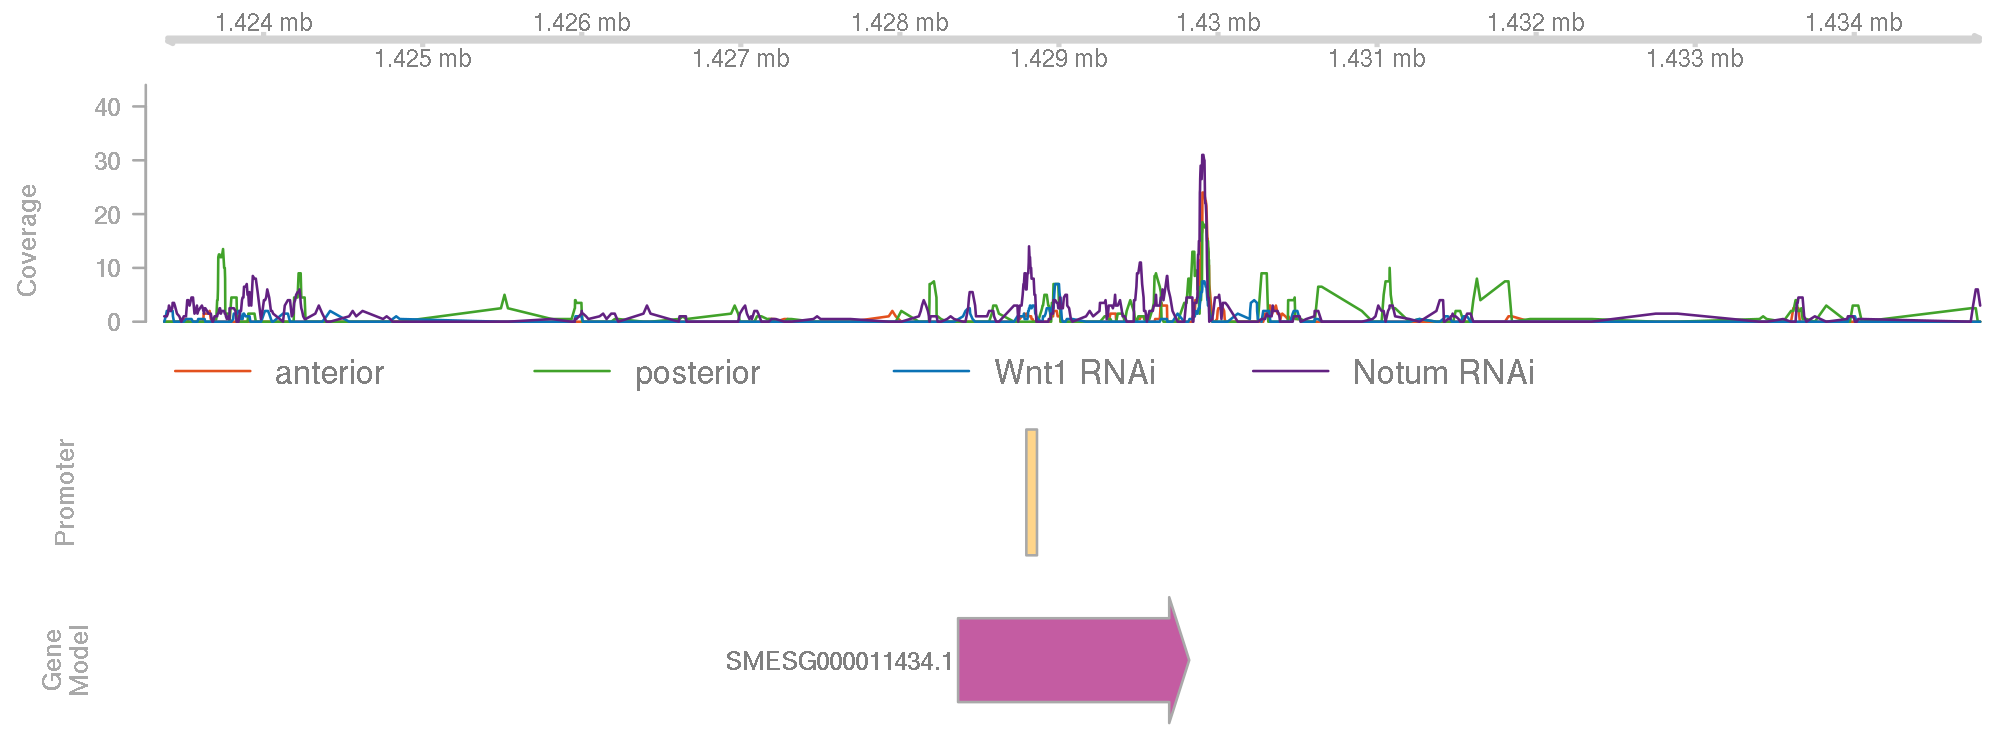 1.424 mb 1.426 mb 1.428 mb 1.43 mb 1.432 mb 1.434 mb
1.425 mb 1.427 mb 1.429 mb 1.431 mb 1.433 mb
Coverage
40
30
20
10
0
anterior posterior Wnt1 RNAi Notum RNAi
Promoter
Gene
Model
SMESG000011434.1